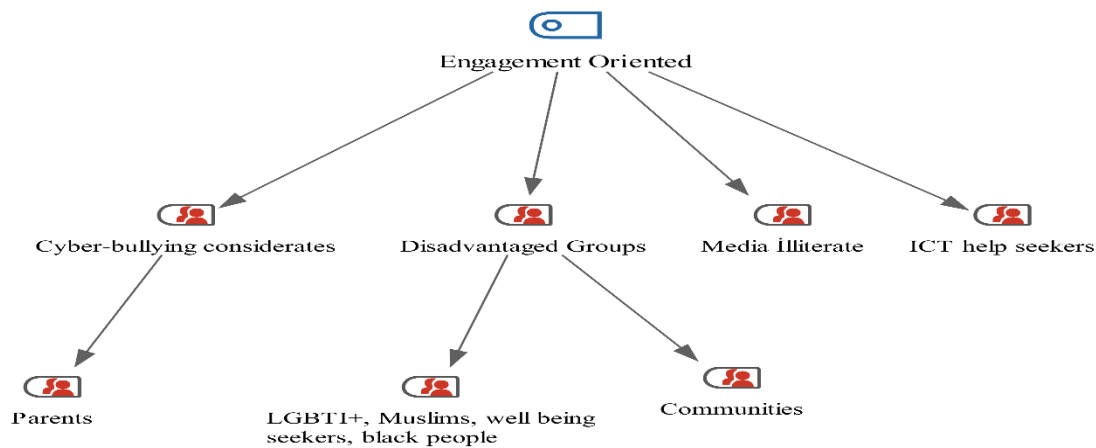 Engagement Oriented
Cyber-bullying considerates
Disadvantaged Groups
Media İlliterate
ICT help seekers
Parents
LGBTI+, Muslims, well being
seekers, black people
Communities